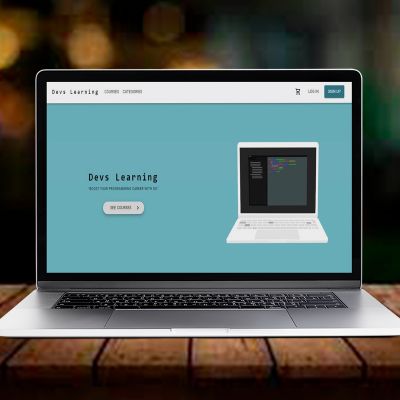 Devs Learning
COURSES CATEGORIES
LOG IN
SIGN UP
Devs Learning
"BOOST YOUR PROGRAMMING CAREER WITH US"
SEE COURSES